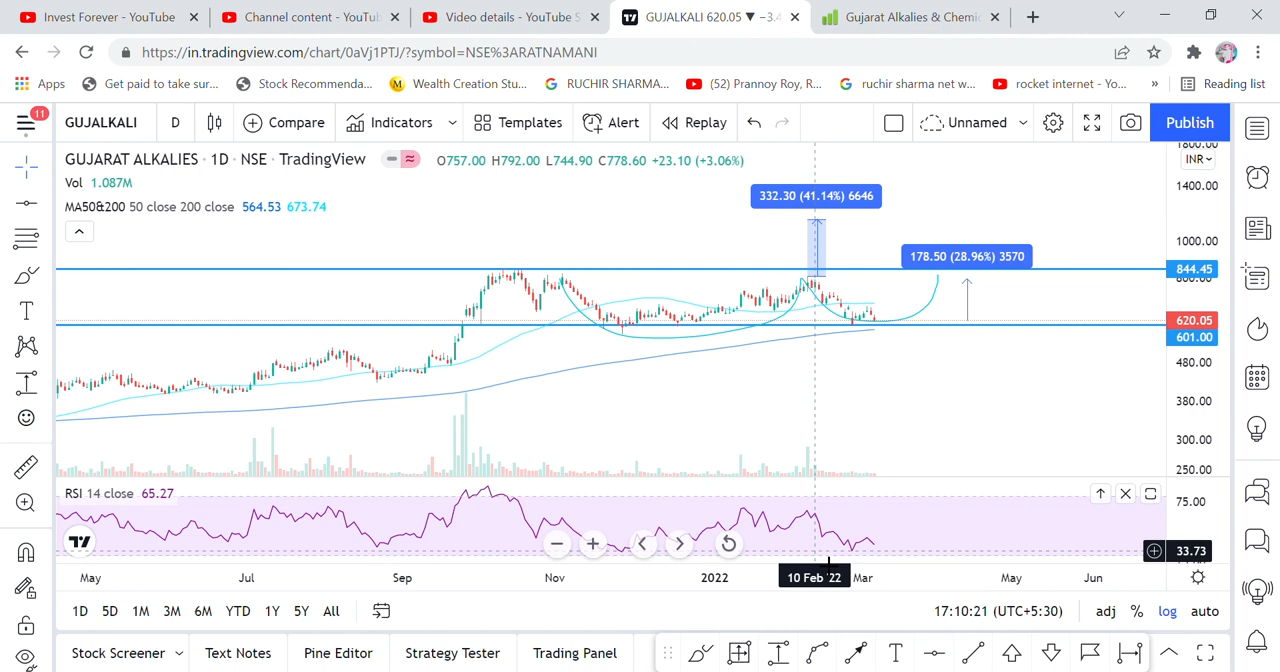 Invest Forever - YouTube
Channel content - YouTu
Video details - YouTube S
GUJALKALI 620.05 ▼ −3.4
Gujarat Alkalies & Chemic
https://in.tradingview.com/chart/0aVj1PTJ/?symbol=NSE%3ARATNAMANI
Apps
Get paid to take sur...
Stock Recommenda...
Wealth Creation Stu...
RUCHIR SHARMA...
(52) Prannoy Roy, R...
ruchir sharma net w...
rocket internet - Yo...
»
Reading list
11
GUJALKALI
D
Compare
Indicators
Templates
Alert
Replay
Unnamed
Publish
GUJARAT ALKALIES · 1D · NSE · TradingView
O757.00 H792.00 L744.90 C778.60 +23.10 (+3.06%)
Vol 1.087M
MA50&200 50 close 200 close 564.53 673.74
332.30 (41.14%) 6646
178.50 (28.96%) 3570
1800.00
INR
1400.00
1000.00
844.45
800.00
620.05
601.00
480.00
380.00
300.00
250.00
RSI 14 close 65.27
75.00
33.73
May
Jul
Sep
Nov
2022
10 Feb '22
Mar
May
Jun
1D 5D 1M 3M 6M YTD 1Y 5Y All
17:10:21 (UTC+5:30)
adj % log auto
Stock Screener
Text Notes
Pine Editor
Strategy Tester
Trading Panel